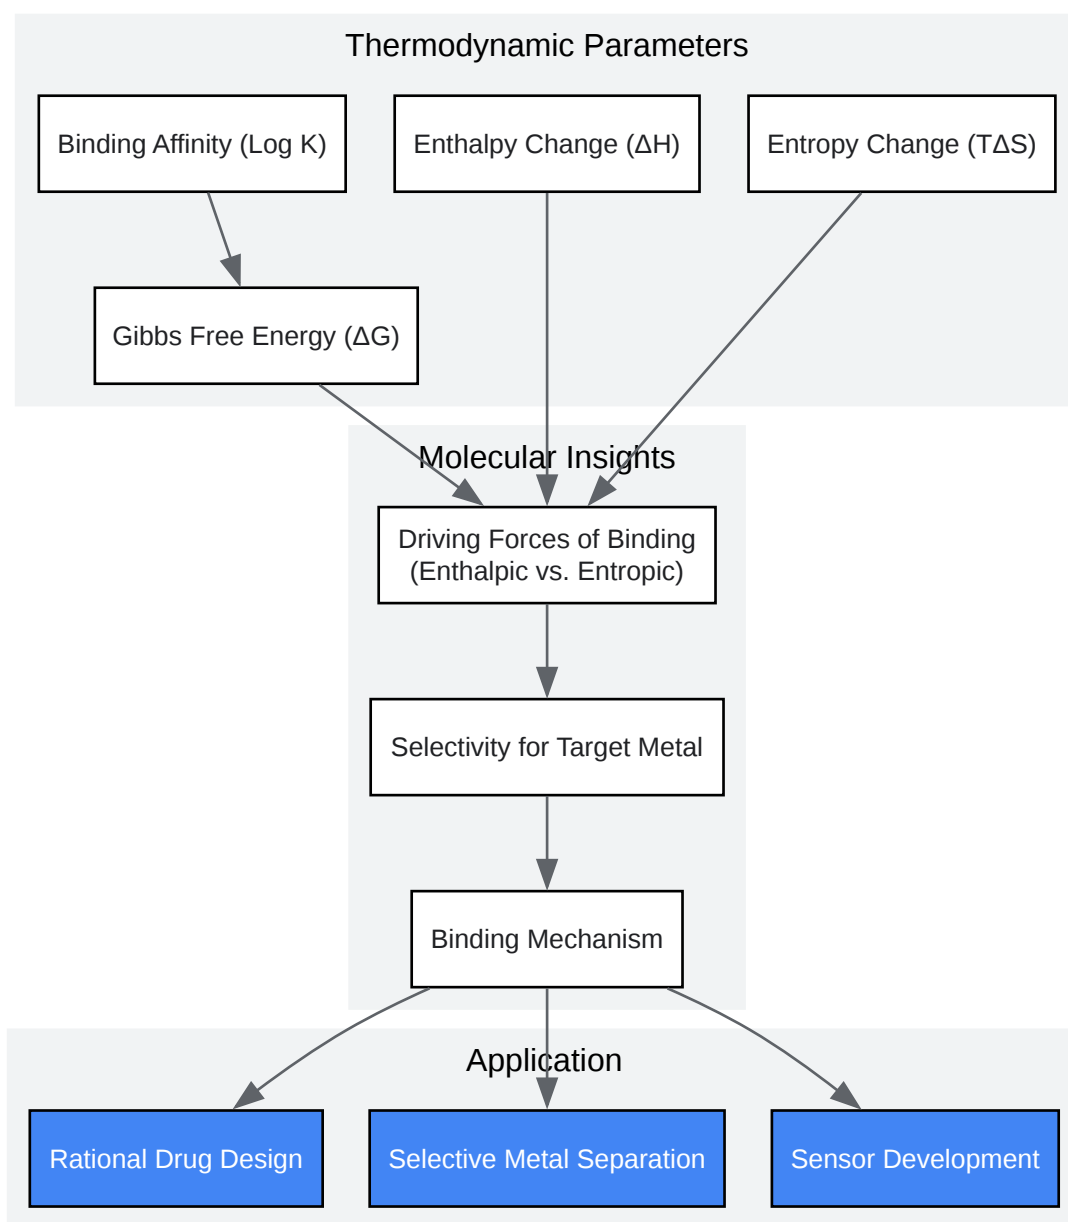 Thermodynamic Parameters
Binding Affinity (Log K)
Enthalpy Change (ΔH)
Entropy Change (TΔS)
Gibbs Free Energy (ΔG)
Molecular Insights
Driving Forces of Binding
(Enthalpic vs. Entropic)
Selectivity for Target Metal
Binding Mechanism
Application
Rational Drug Design
Selective Metal Separation
Sensor Development